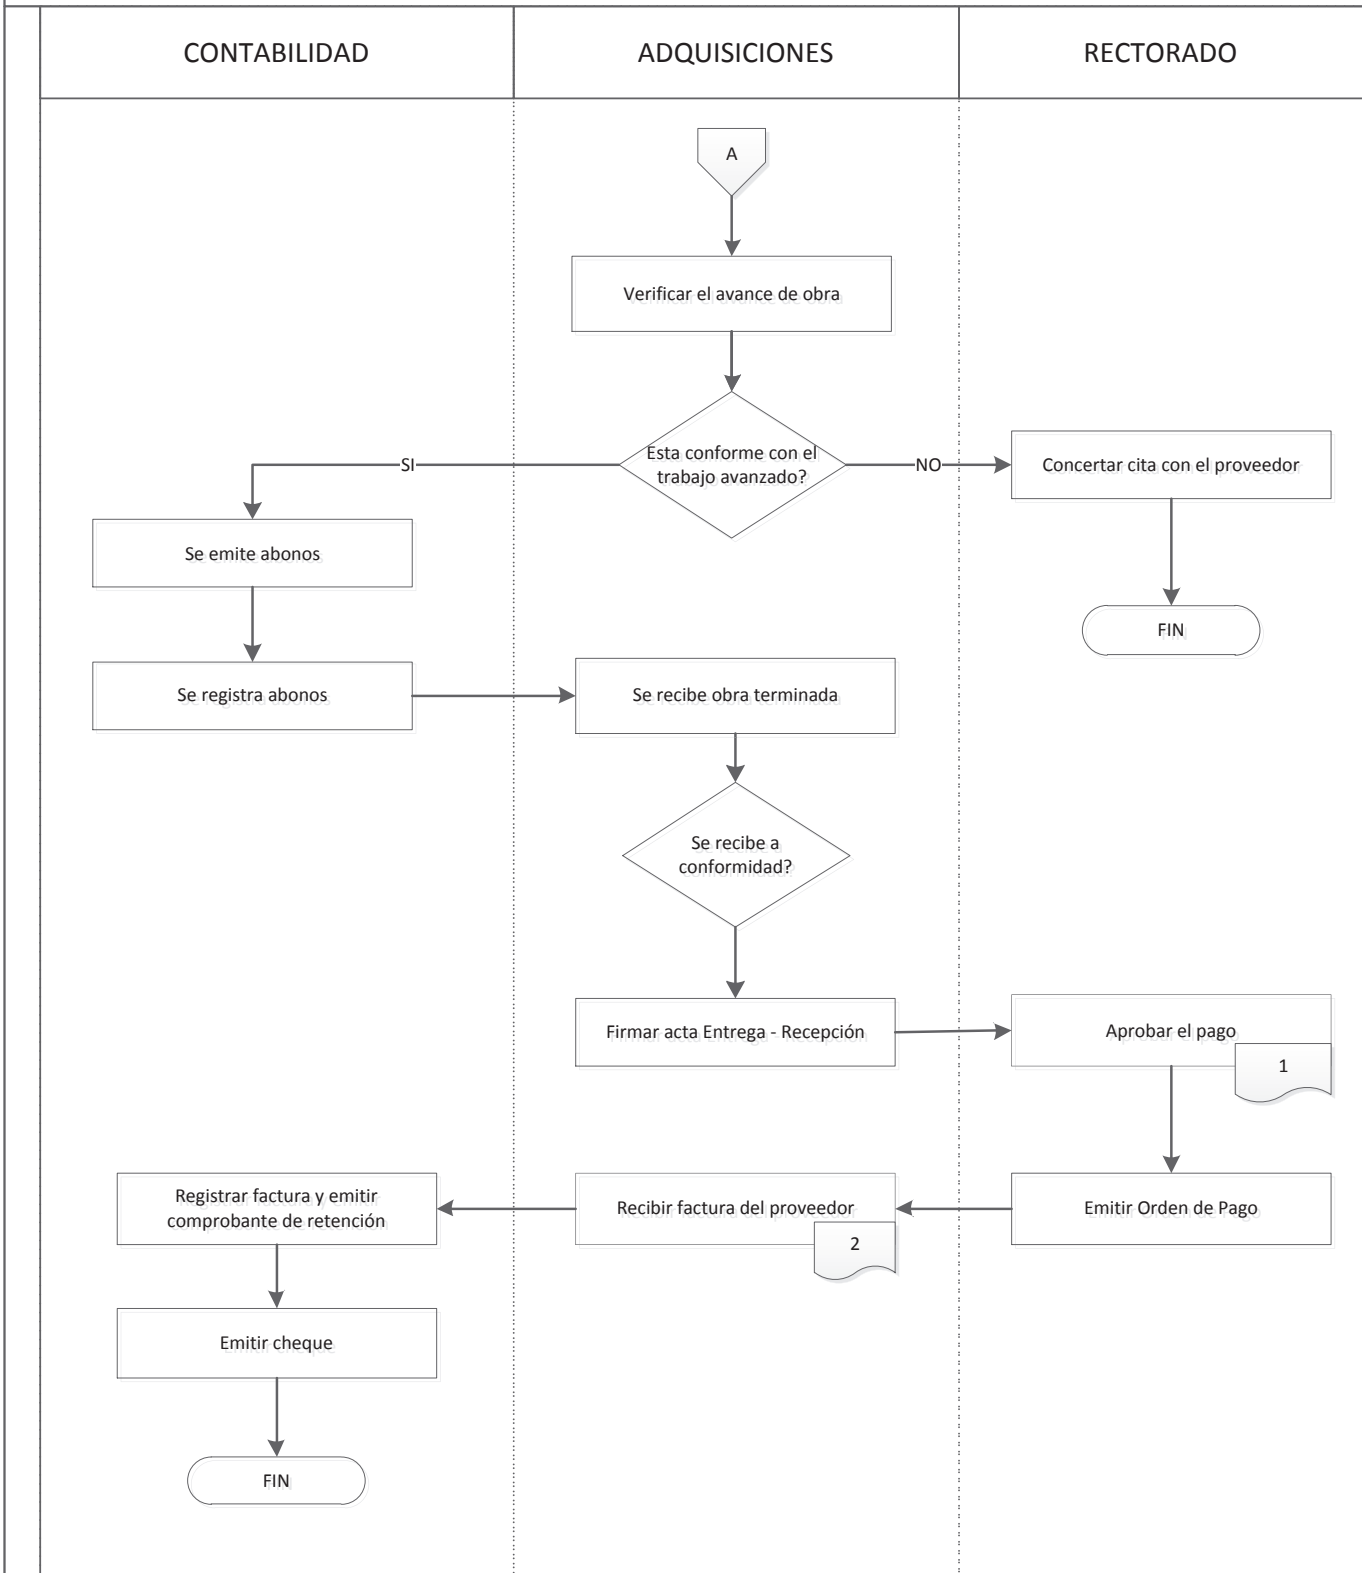 CONTABILIDAD
ADQUISICIONES
RECTORADO
A
Verificar el avance de obra
Esta conforme con el
trabajo avanzado?
SI
NO
Concertar cita con el proveedor
Se emite abonos
FIN
Se registra abonos
Se recibe obra terminada
Se recibe a
conformidad?
Firmar acta Entrega - Recepción
Aprobar el pago
1
Registrar factura y emitir
comprobante de retención
Recibir factura del proveedor
2
Emitir Orden de Pago
Emitir cheque
FIN